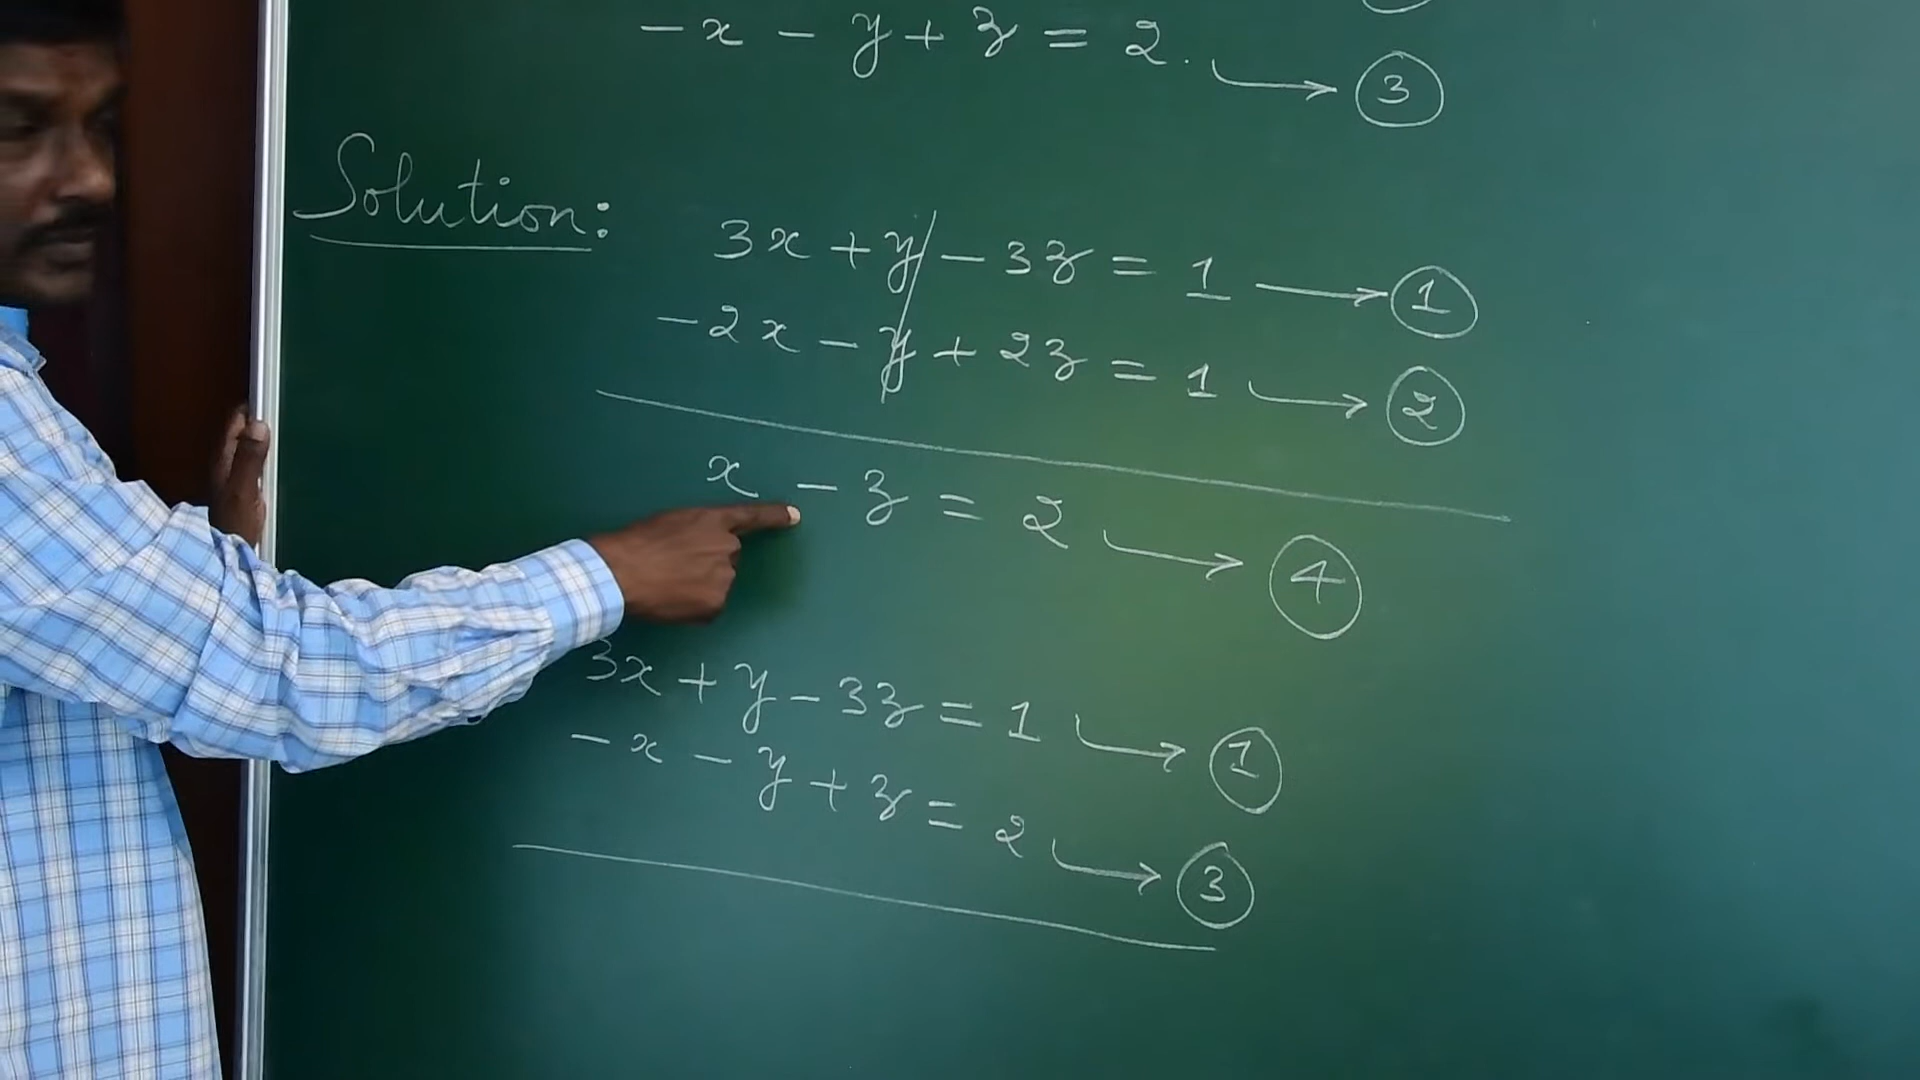 -x - y + z = 2. → ③
Solution:
3x + y - 3z = 1 → ①
-2x - y + 2z = 1 → ②
x - z = 2 → ④
3x + y - 3z = 1 → ①
-x - y + z = 2 → ③